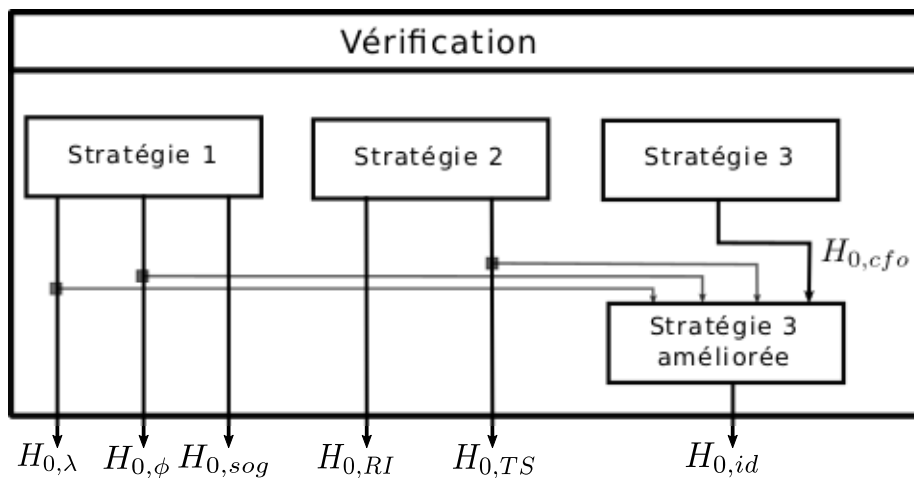 Vérification
Stratégie 1
Stratégie 2
Stratégie 3
H_{0,cfo}
Stratégie 3
améliorée
H_{0,λ}
H_{0,ϕ}
H_{0,sog}
H_{0,RI}
H_{0,TS}
H_{0,id}